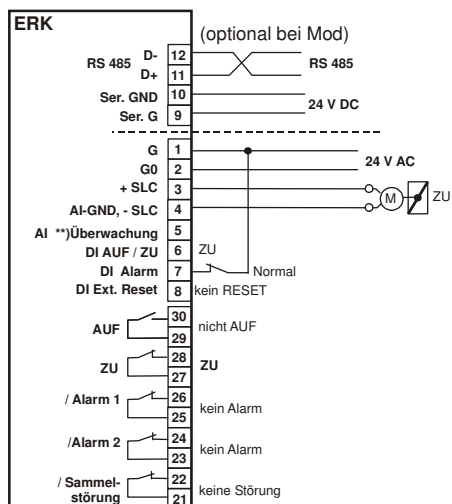 ERK
(optional bei Mod)
RS 485 D- 12 RS 485
D+ 11
Ser. GND 10 24 V DC
Ser. G 9
G 1 24 V AC
G0 2
+ SLC 3 M ZU
AI-GND, - SLC 4
AI **)Überwachung 5
DI AUF / ZU 6 ZU
DI Alarm 7 Normal
DI Ext. Reset 8 kein RESET
AUF 30 nicht AUF
29
ZU 28 ZU
27
/ Alarm 1 26 kein Alarm
25
/Alarm 2 24 kein Alarm
23
/ Sammel- 22 keine Störung
störung 21